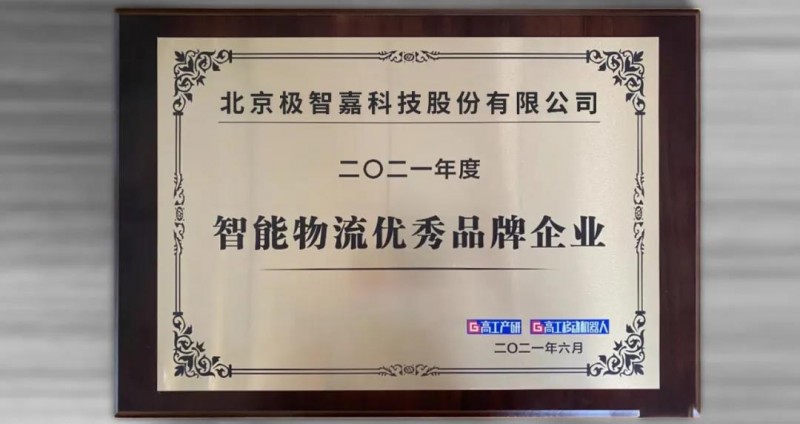 北京极智嘉科技股份有限公司
二〇二一年度
智能物流优秀品牌企业
G高工产研 G高工移动机器人
二〇二一年六月